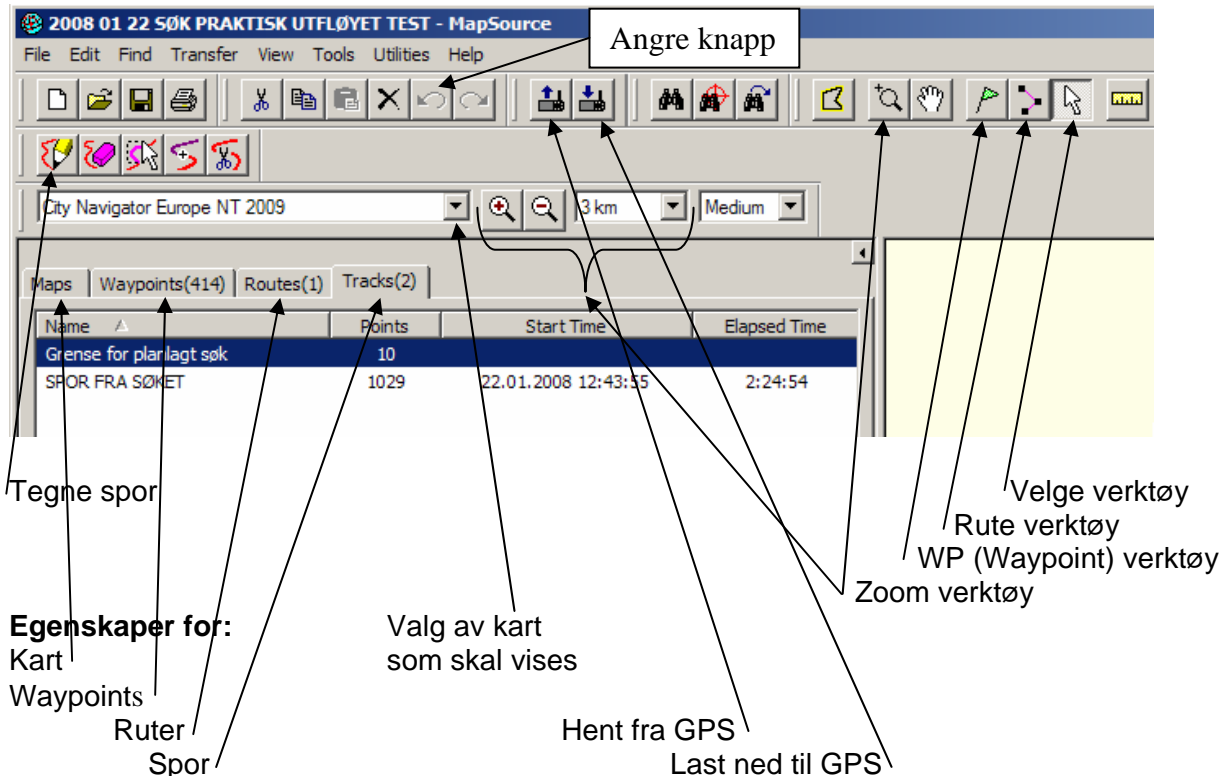 2008 01 22 SØK PRAKTISK UTFLØYET TEST - MapSource
Angre knapp
File Edit Find Transfer View Tools Utilities Help
City Navigator Europe NT 2009 3 km Medium
Maps Waypoints(414) Routes(1) Tracks(2)
Name Points Start Time Elapsed Time
Grense for planlagt søk 10
SPOR FRA SØKET 1029 22.01.2008 12:43:55 2:24:54
Tegne spor
Velge verktøy
Rute verktøy
WP (Waypoint) verktøy
Zoom verktøy
Egenskaper for:
Kart
Waypoints
Ruter
Spor
Valg av kart
som skal vises
Hent fra GPS
Last ned til GPS